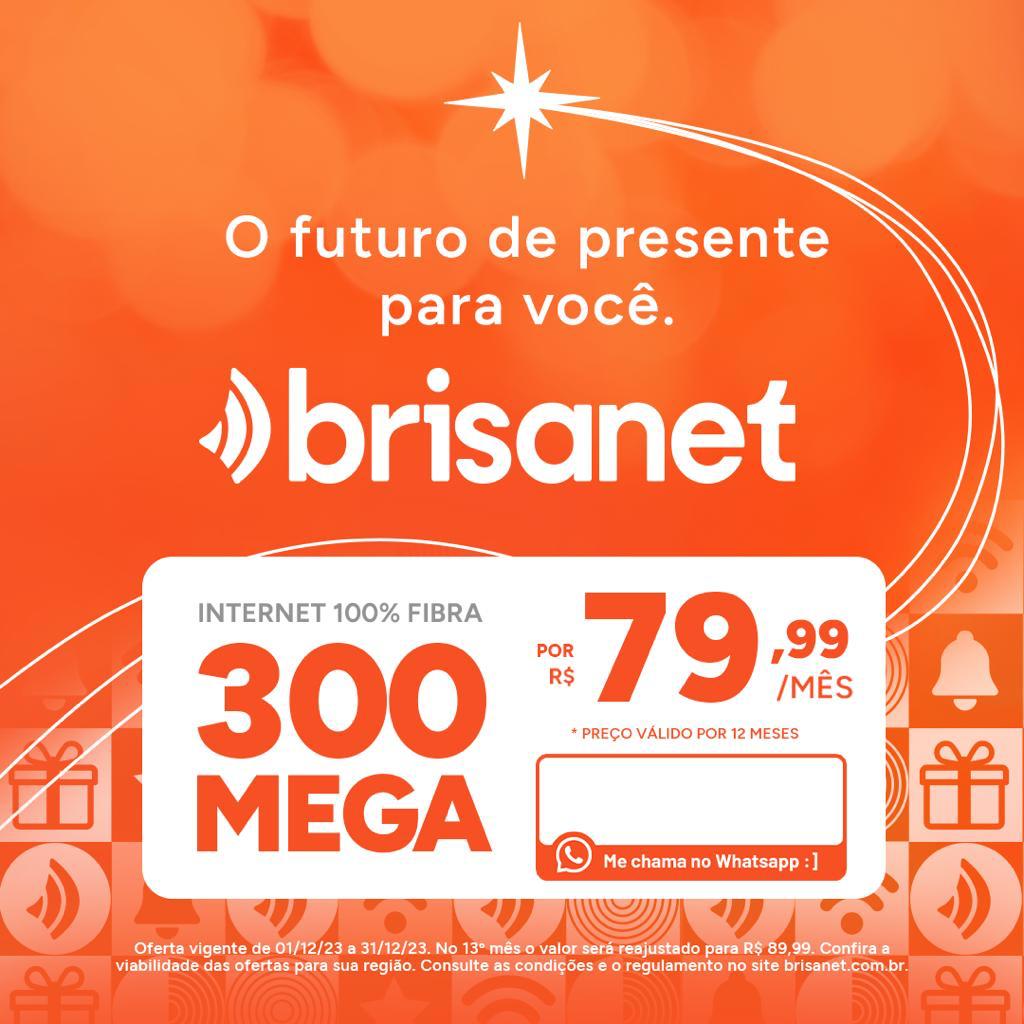 O futuro de presente
para você.
brisanet
INTERNET 100% FIBRA
300
MEGA
POR
R$
79,99
/MÊS
* PREÇO VÁLIDO POR 12 MESES
Me chama no Whatsapp : ]
Oferta vigente de 01/12/23 a 31/12/23. No 13º mês o valor será reajustado para R$ 89,99. Confira a
viabilidade das ofertas para sua região. Consulte as condições e o regulamento no site brisanet.com.br.